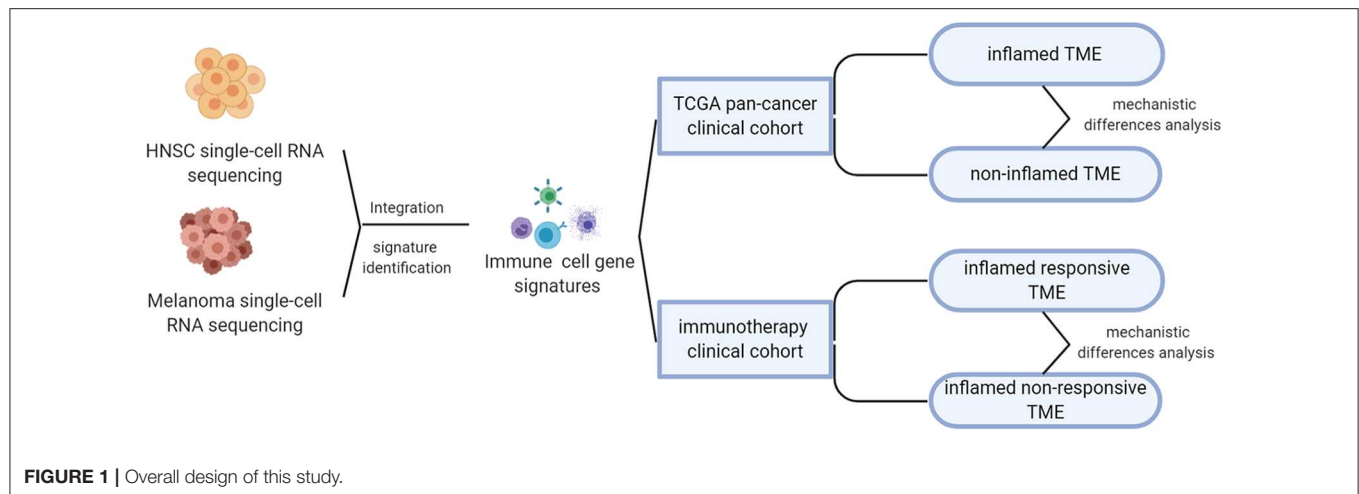 HNSC single-cell RNA
sequencing
Melanoma single-cell
RNA sequencing
Integration
signature
identification
Immune cell gene
signatures
TCGA pan-cancer
clinical cohort
immunotherapy
clinical cohort
inflamed TME
non-inflamed TME
mechanistic
differences analysis
inflamed responsive
TME
inflamed non-responsive
TME
mechanistic
differences analysis
FIGURE 1 | Overall design of this study.